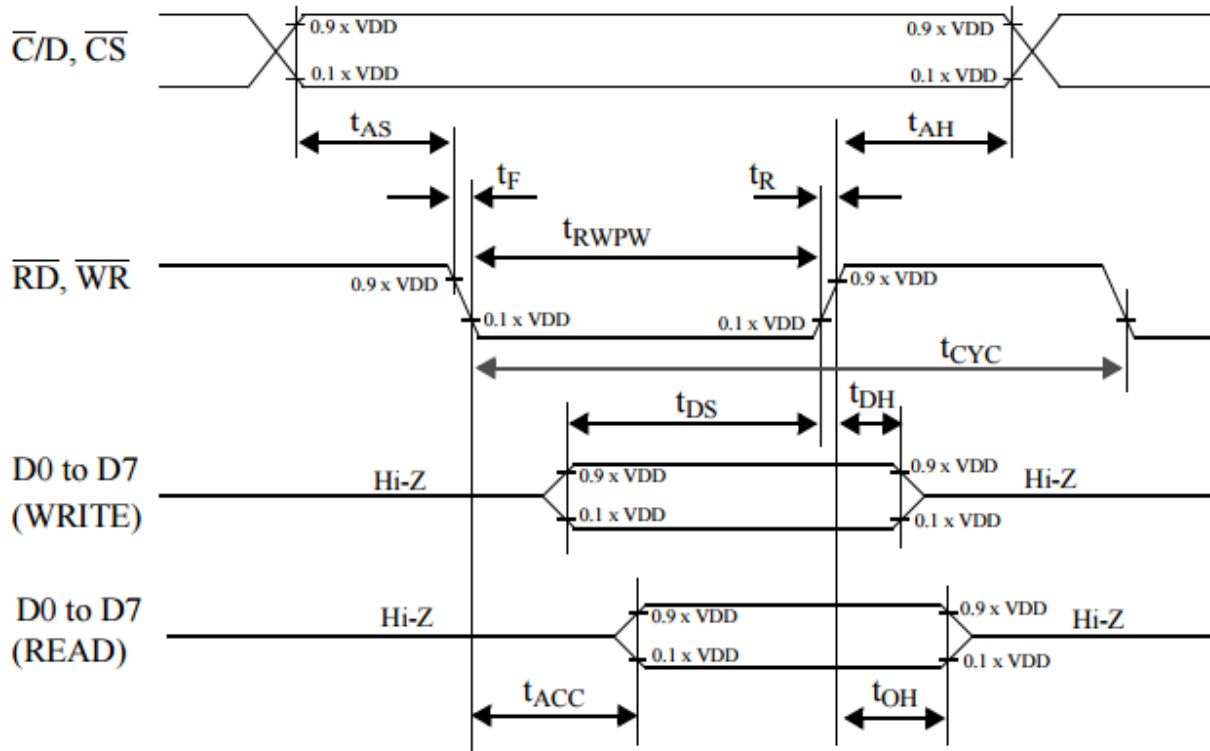 C̅/D, C̅S̅
0.9 x VDD 0.9 x VDD
0.1 x VDD 0.1 x VDD
tAS tAH
tF tR
tRWPW
R̅D̅, W̅R̅
0.9 x VDD 0.9 x VDD
0.1 x VDD 0.1 x VDD
tCYC
tDS tDH
D0 to D7
(WRITE)
Hi-Z 0.9 x VDD 0.9 x VDD Hi-Z
0.1 x VDD 0.1 x VDD
D0 to D7
(READ)
Hi-Z 0.9 x VDD 0.9 x VDD Hi-Z
0.1 x VDD 0.1 x VDD
tACC tOH